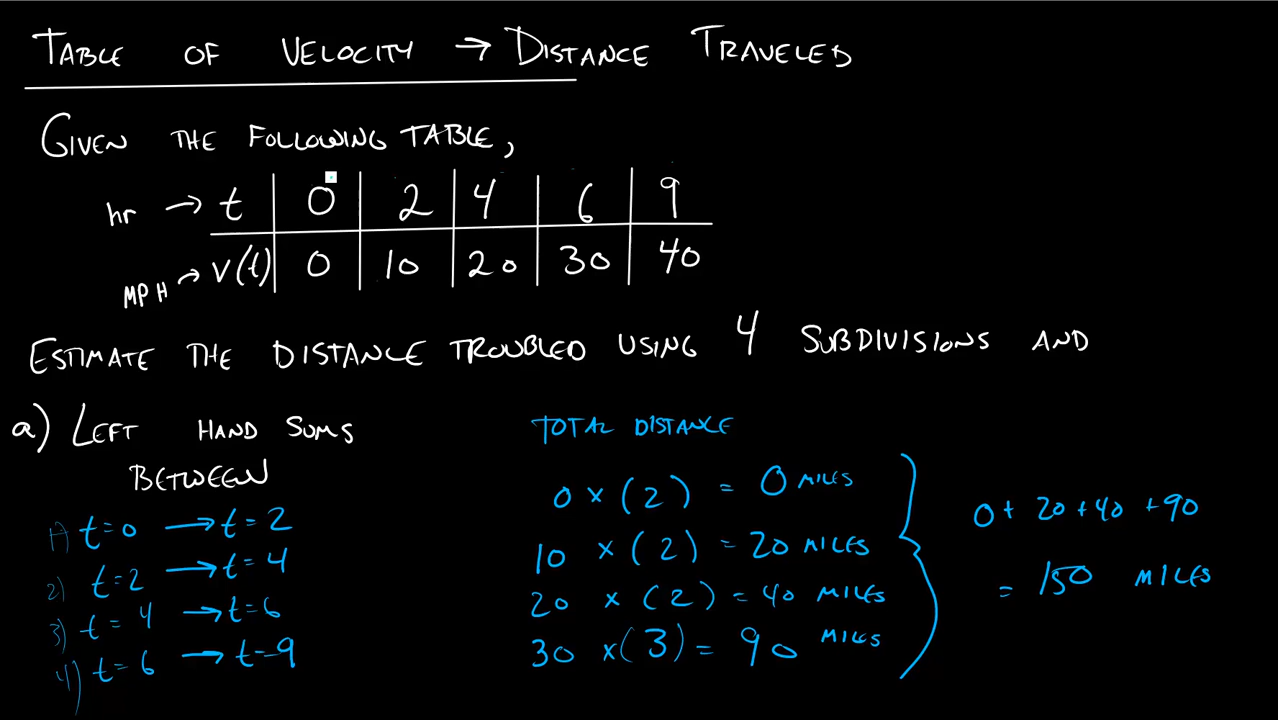 TABLE OF VELOCITY → DISTANCE TRAVELED
GIVEN THE FOLLOWING TABLE,
hr → t 0 2 4 6 9
MPH → v(t) 0 10 20 30 40
ESTIMATE THE DISTANCE TROUBLED USING 4 SUBDIVISIONS AND
a) LEFT HAND SUMS
BETWEEN
1) t=0 → t=2
2) t=2 → t=4
3) t=4 → t=6
4) t=6 → t=9
TOTAL DISTANCE
0 × (2) = 0 MILES
10 × (2) = 20 MILES
20 × (2) = 40 MILES
30 ×(3) = 90 MILES
0+ 20+40 +90
= 150 MILES